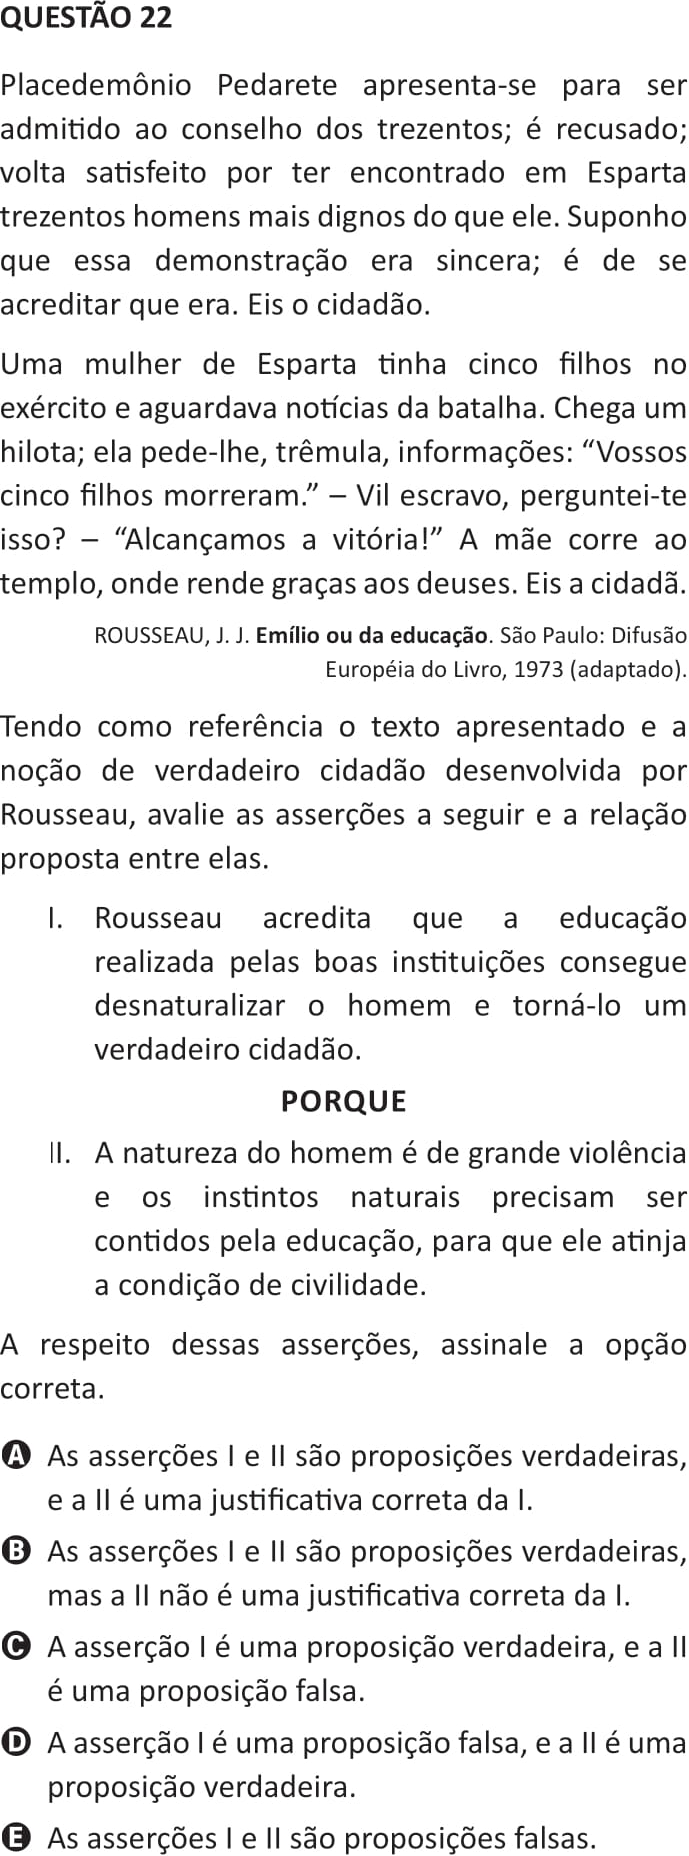 QUESTÃO 22
Placedemônio Pedarete apresenta-se para ser
admitido ao conselho dos trezentos; é recusado;
volta satisfeito por ter encontrado em Esparta
trezentos homens mais dignos do que ele. Suponho
que essa demonstração era sincera; é de se
acreditar que era. Eis o cidadão.
Uma mulher de Esparta tinha cinco filhos no
exército e aguardava notícias da batalha. Chega um
hilota; ela pede-lhe, trêmula, informações: “Vossos
cinco filhos morreram.” – Vil escravo, perguntei-te
isso? – “Alcançamos a vitória!” A mãe corre ao
templo, onde rende graças aos deuses. Eis a cidadã.
ROUSSEAU, J. J. Emílio ou da educação. São Paulo: Difusão
Européia do Livro, 1973 (adaptado).
Tendo como referência o texto apresentado e a
noção de verdadeiro cidadão desenvolvida por
Rousseau, avalie as asserções a seguir e a relação
proposta entre elas.
I. Rousseau acredita que a educação
realizada pelas boas instituições consegue
desnaturalizar o homem e torná-lo um
verdadeiro cidadão.
PORQUE
II. A natureza do homem é de grande violência
e os instintos naturais precisam ser
contidos pela educação, para que ele atinja
a condição de civilidade.
A respeito dessas asserções, assinale a opção
correta.
A As asserções I e II são proposições verdadeiras,
e a II é uma justificativa correta da I.
B As asserções I e II são proposições verdadeiras,
mas a II não é uma justificativa correta da I.
C A asserção I é uma proposição verdadeira, e a II
é uma proposição falsa.
D A asserção I é uma proposição falsa, e a II é uma
proposição verdadeira.
E As asserções I e II são proposições falsas.